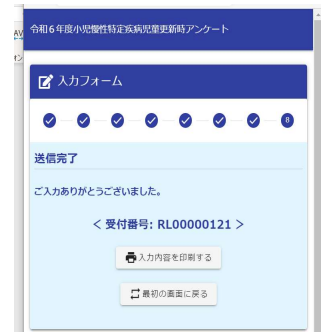 令和6年度小児慢性特定疾病児童更新時アンケート
入力フォーム
8
送信完了
ご入力ありがとうございました。
< 受付番号: RL00000121 >
入力内容を印刷する
最初の画面に戻る